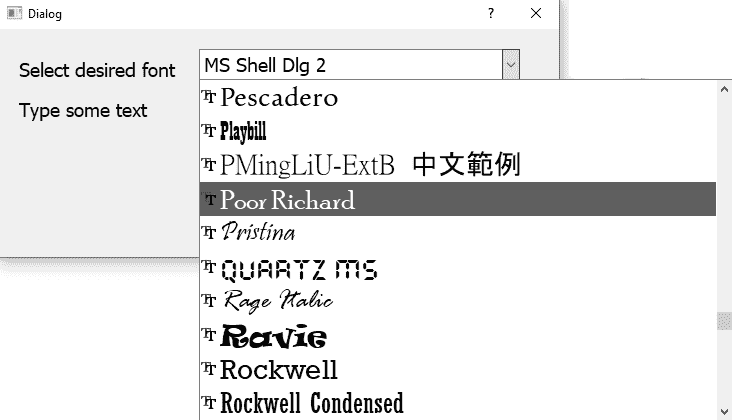 Dialog
?
Select desired font
MS Shell Dlg 2
Type some text
Pescadero
Playbill
PMingLiU-ExtB 中文範例
Poor Richard
Pristina
QUARTZ MS
Rage Italic
Ravie
Rockwell
Rockwell Condensed